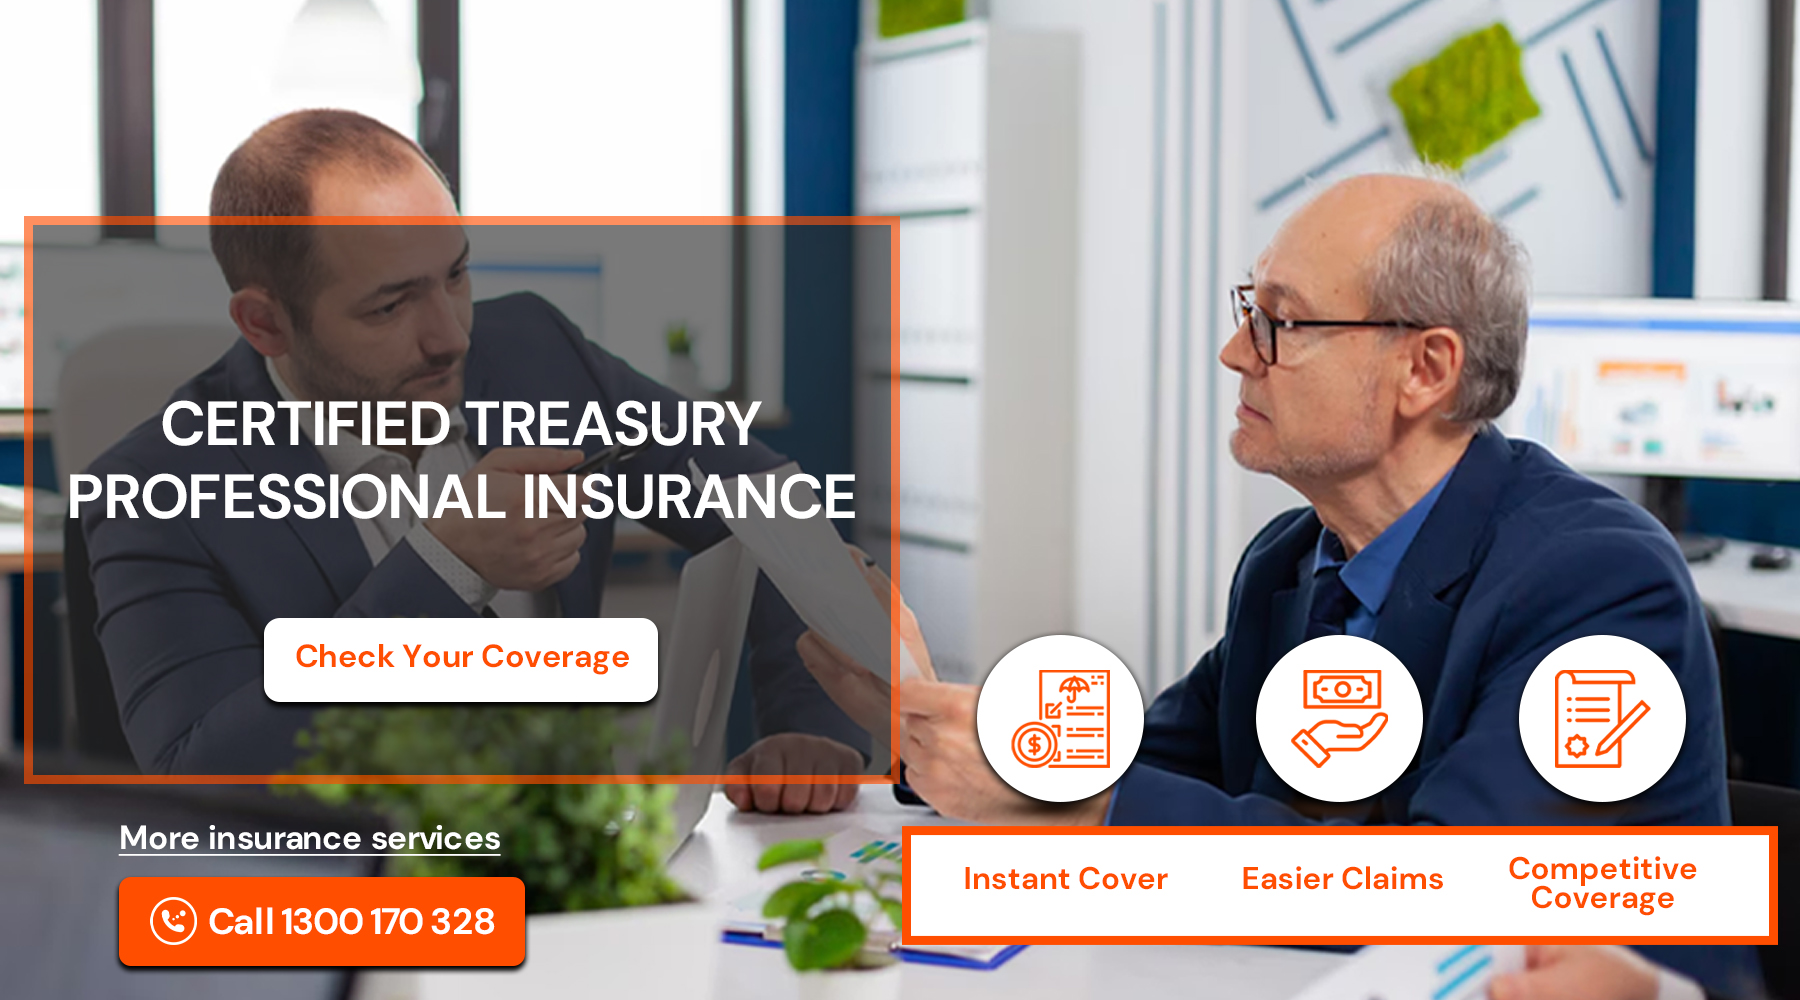 CERTIFIED TREASURY
PROFESSIONAL INSURANCE
Check Your Coverage
More insurance services
Call 1300 170 328
Instant Cover
Easier Claims
Competitive
Coverage